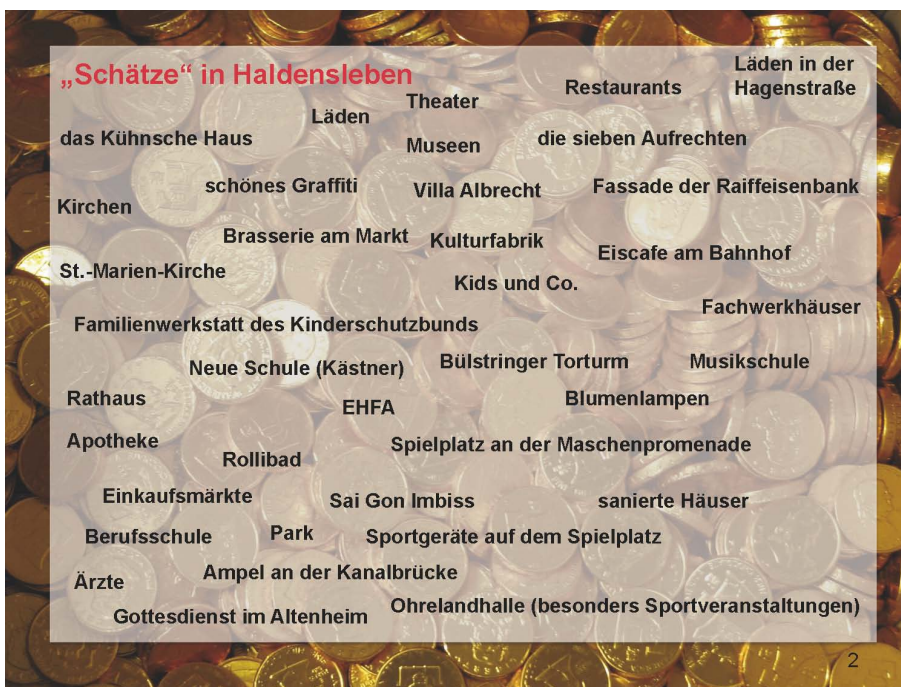 „Schätze“ in Haldensleben
Läden in der
Hagenstraße
Restaurants
Theater
Läden
das Kühnsche Haus
Museen
die sieben Aufrechten
schönes Graffiti
Villa Albrecht
Fassade der Raiffeisenbank
Kirchen
Brasserie am Markt
Kulturfabrik
Eiscafe am Bahnhof
St.-Marien-Kirche
Kids und Co.
Fachwerkhäuser
Familienwerkstatt des Kinderschutzbunds
Neue Schule (Kästner)
Bülstringer Torturm
Musikschule
Rathaus
EHFA
Blumenlampen
Apotheke
Rollibad
Spielplatz an der Maschenpromenade
Einkaufsmärkte
Sai Gon Imbiss
sanierte Häuser
Berufsschule
Park
Sportgeräte auf dem Spielplatz
Ärzte
Ampel an der Kanalbrücke
Gottesdienst im Altenheim
Ohrelandhalle (besonders Sportveranstaltungen)
2